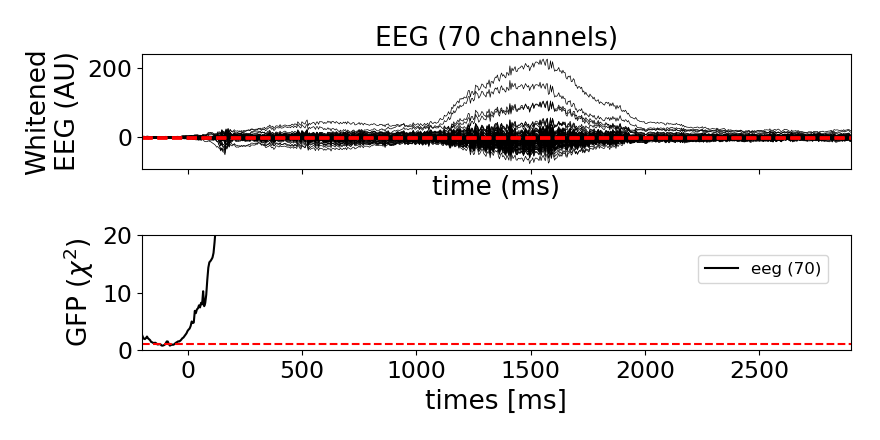 EEG (70 channels)
Whitened
EEG (AU)
200
0
time (ms)
GFP (χ²)
20
10
0
eeg (70)
0 500 1000 1500 2000 2500
times [ms]